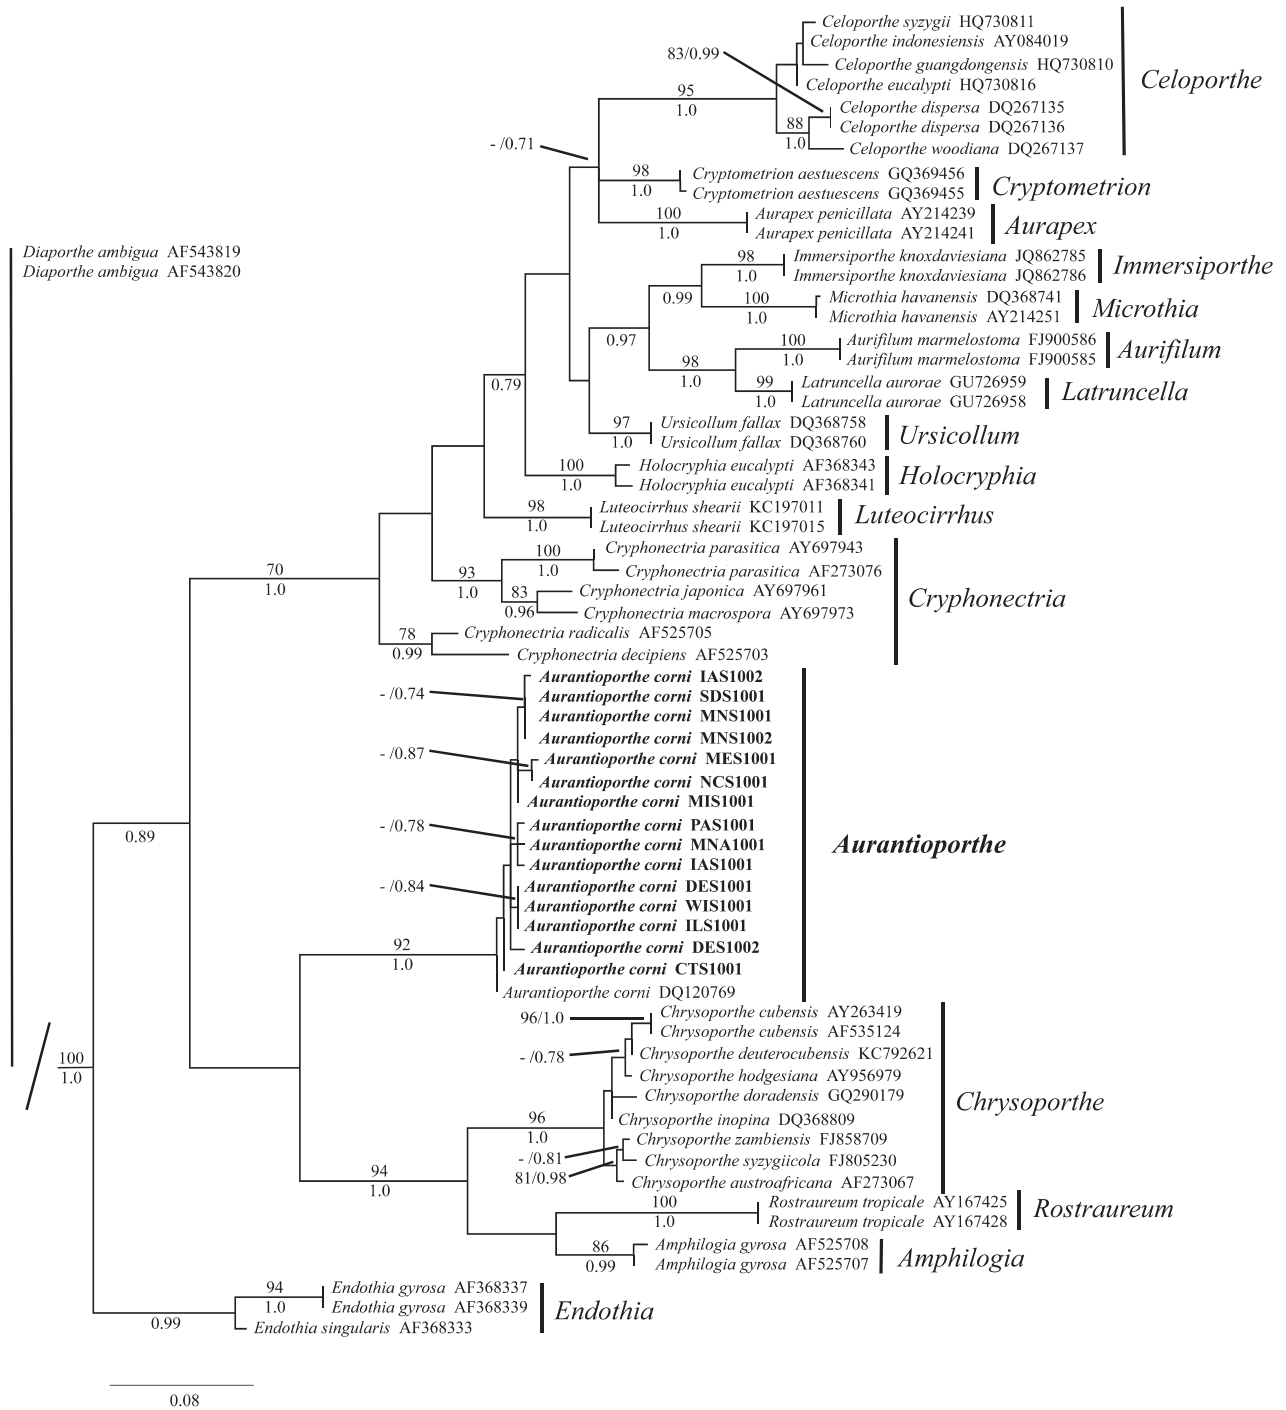 Celoporthe syzygii HQ730811
Celoporthe indonesiensis AY084019
83/0.99
Celoporthe guangdongensis HQ730810
Celoporthe
Celoporthe eucalypti HQ730816
95
1.0
Celoporthe dispersa DQ267135
88
Celoporthe dispersa DQ267136
1.0
Celoporthe woodiana DQ267137
- /0.71
98
1.0
Cryptometrion aestuescens GQ369456
Cryptometrion aestuescens GQ369455
Cryptometrion
100
1.0
Aurapex penicillata AY214239
Aurapex penicillata AY214241
Aurapex
Diaporthe ambigua AF543819
Diaporthe ambigua AF543820
98
1.0
Immersiporthe knoxdaviesiana JQ862785
Immersiporthe knoxdaviesiana JQ862786
Immersiporthe
0.99
100
1.0
Microthia havanensis DQ368741
Microthia havanensis AY214251
Microthia
0.97
100
1.0
Aurifilum marmelostoma FJ900586
Aurifilum marmelostoma FJ900585
Aurifilum
98
1.0
99
1.0
Latruncella aurorae GU726959
Latruncella aurorae GU726958
Latruncella
0.79
97
1.0
Ursicollum fallax DQ368758
Ursicollum fallax DQ368760
Ursicollum
100
1.0
Holocryphia eucalypti AF368343
Holocryphia eucalypti AF368341
Holocryphia
98
1.0
Luteocirrhus shearii KC197011
Luteocirrhus shearii KC197015
Luteocirrhus
100
1.0
Cryphonectria parasitica AY697943
Cryphonectria parasitica AF273076
93
1.0
83
0.96
Cryphonectria japonica AY697961
Cryphonectria macrospora AY697973
Cryphonectria
70
1.0
78
0.99
Cryphonectria radicalis AF525705
Cryphonectria decipiens AF525703
Aurantioporthe corni IAS1002
- /0.74
Aurantioporthe corni SDS1001
Aurantioporthe corni MNS1001
Aurantioporthe corni MNS1002
- /0.87
Aurantioporthe corni MES1001
Aurantioporthe corni NCS1001
Aurantioporthe corni MIS1001
- /0.78
Aurantioporthe corni PAS1001
Aurantioporthe corni MNA1001
Aurantioporthe
0.89
Aurantioporthe corni IAS1001
- /0.84
Aurantioporthe corni DES1001
Aurantioporthe corni WIS1001
Aurantioporthe corni ILS1001
Aurantioporthe corni DES1002
92
1.0
Aurantioporthe corni CTS1001
Aurantioporthe corni DQ120769
96/1.0
Chrysoporthe cubensis AY263419
Chrysoporthe cubensis AF535124
- /0.78
Chrysoporthe deuterocubensis KC792621
100
1.0
Chrysoporthe hodgesiana AY956979
Chrysoporthe doradensis GQ290179
Chrysoporthe
96
1.0
Chrysoporthe inopina DQ368809
Chrysoporthe zambiensis FJ858709
- /0.81
Chrysoporthe syzygiicola FJ805230
81/0.98
Chrysoporthe austroafricana AF273067
94
1.0
100
1.0
Rostraureum tropicale AY167425
Rostraureum tropicale AY167428
Rostraureum
86
0.99
Amphilogia gyrosa AF525708
Amphilogia gyrosa AF525707
Amphilogia
94
1.0
Endothia gyrosa AF368337
Endothia gyrosa AF368339
Endothia
0.99
Endothia singularis AF368333
0.08